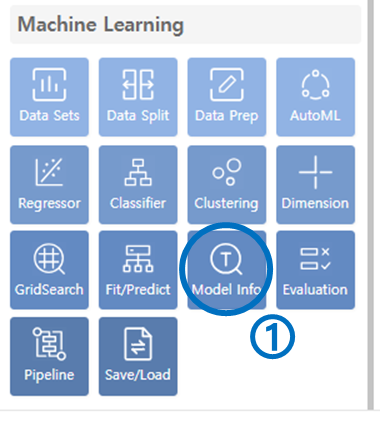 Machine Learning
Data Sets Data Split Data Prep AutoML
Regressor Classifier Clustering Dimension
T
GridSearch Fit/Predict Model Info Evaluation
①
Pipeline Save/Load